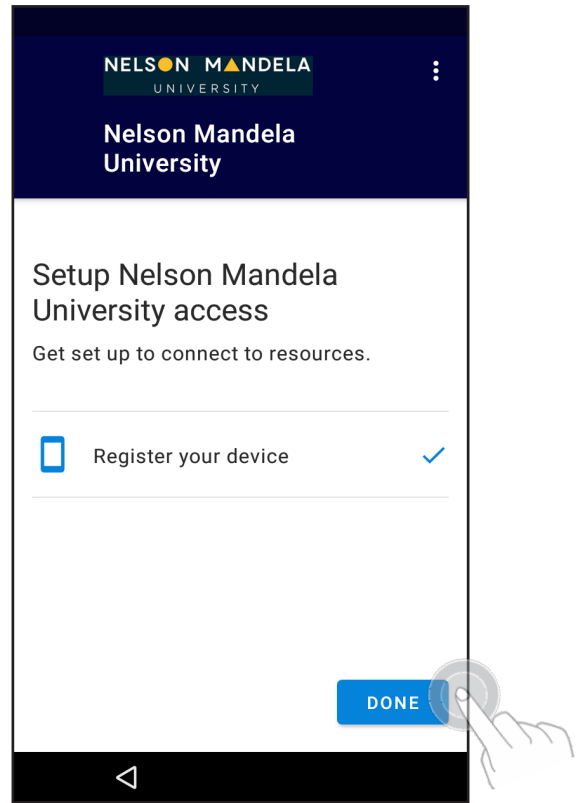 NELSON MANDELA
UNIVERSITY
Nelson Mandela
University
Setup Nelson Mandela
University access
Get set up to connect to resources.
Register your device
DONE